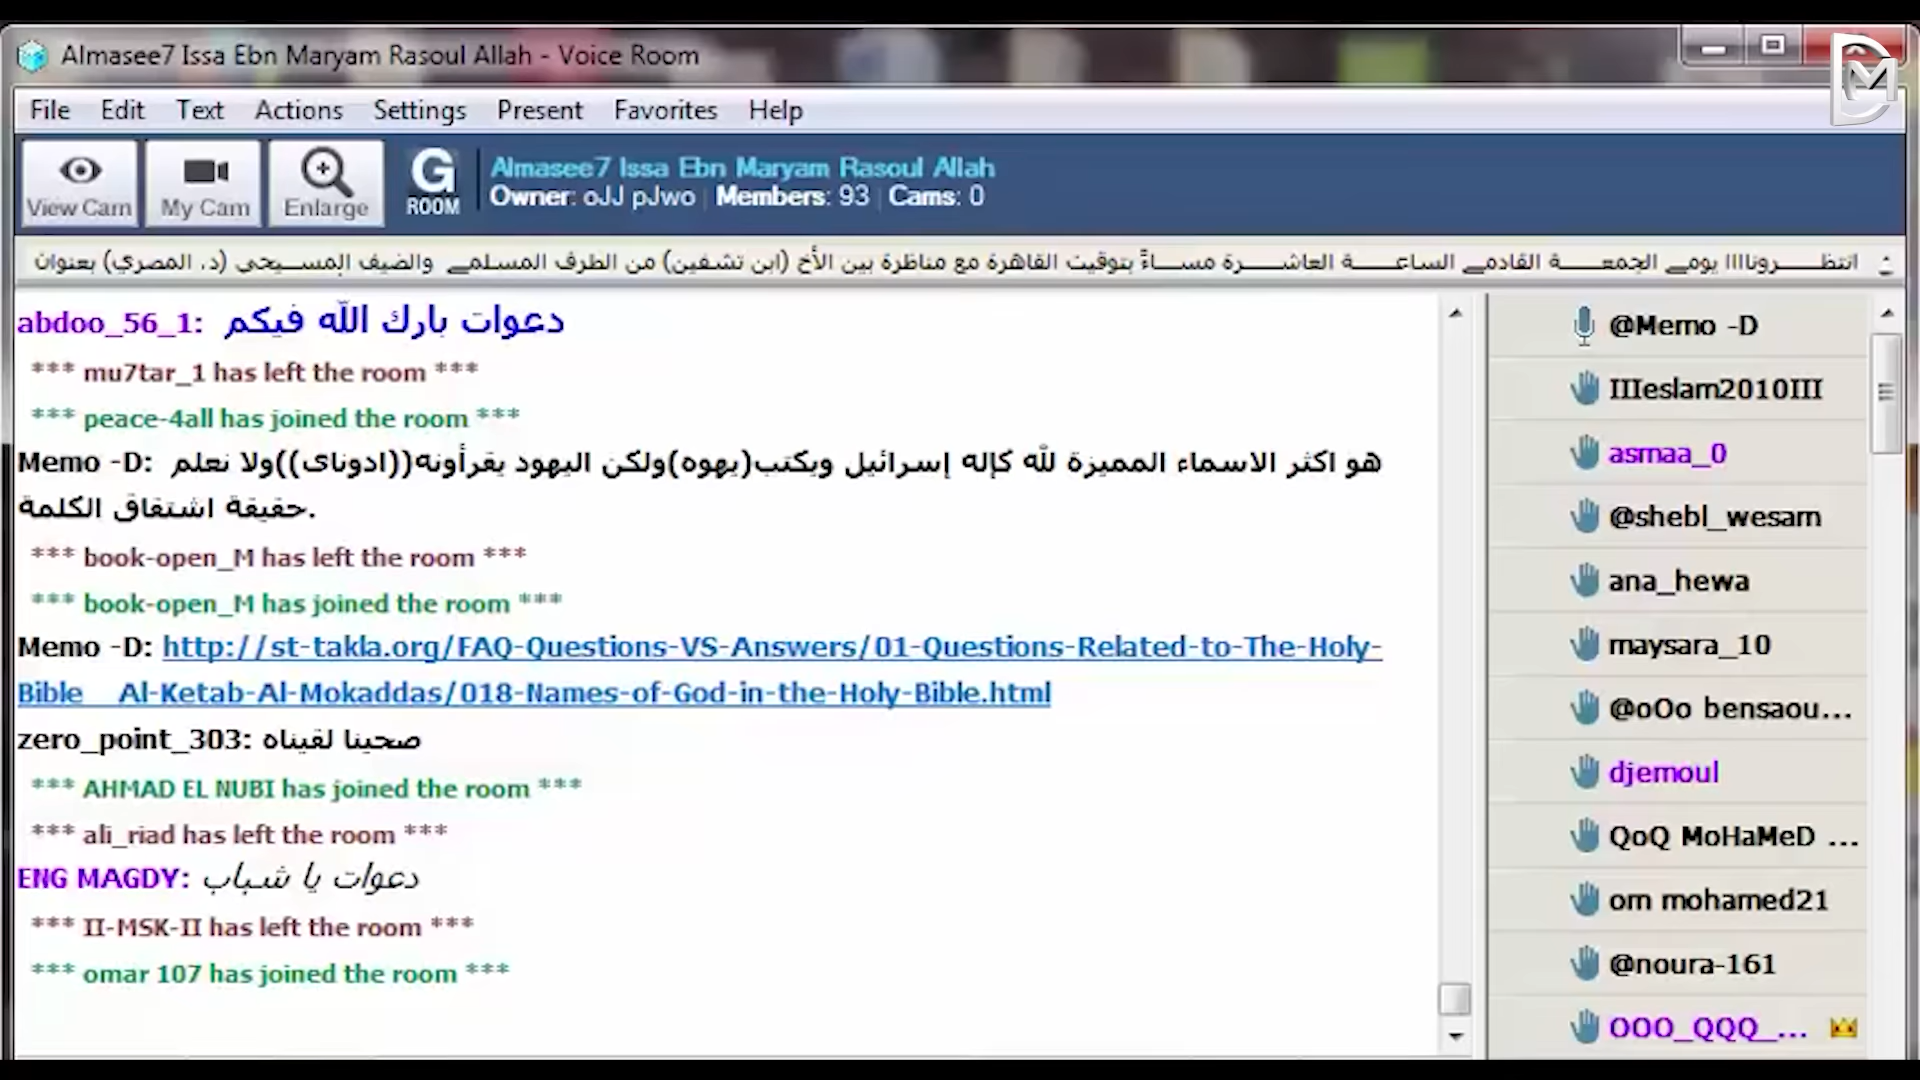 Almasee7 Issa Ebn Maryam Rasoul Allah - Voice Room
File Edit Text Actions Settings Present Favorites Help
View Cam
My Cam
Enlarge
G ROOM
Almasee7 Issa Ebn Maryam Rasoul Allah
Owner: oJJ pJwo | Members: 93 | Cams: 0
انتظــــرونااااا يومـ الجمعــــة القادمـ الساعــــة العاشــــرة مســاءً بتوقيت القاهرة مع مناظرة بين الأخ (ابن تشفين) من الطرف المسلمـ والضيف المســيحى (د. المصري) بعنوان
abdoo_56_1: دعوات بارك الله فيكم
*** mu7tar_1 has left the room ***
*** peace-4all has joined the room ***
Memo -D: هو اكثر الاسماء المميزة لله كإله إسرائيل ويكتب(يهوه)ولكن اليهود يقرأونه((ادوناى))ولا نعلم
حقيقة اشتقاق الكلمة.
*** book-open_M has left the room ***
*** book-open_M has joined the room ***
Memo -D: http://st-takla.org/FAQ-Questions-VS-Answers/01-Questions-Related-to-The-Holy-
Bible__Al-Ketab-Al-Mokaddas/018-Names-of-God-in-the-Holy-Bible.html
zero_point_303: صحينا لقيناه
*** AHMAD EL NUBI has joined the room ***
*** ali_riad has left the room ***
ENG MAGDY: دعوات يا شباب
*** II-MSK-II has left the room ***
*** omar 107 has joined the room ***
@Memo -D
IIIeslam2010III
asmaa_0
@shebl_wesam
ana_hewa
maysara_10
@oOo bensaou...
djemoul
QoQ MoHaMeD ...
om mohamed21
@noura-161
OOO_QQQ_...